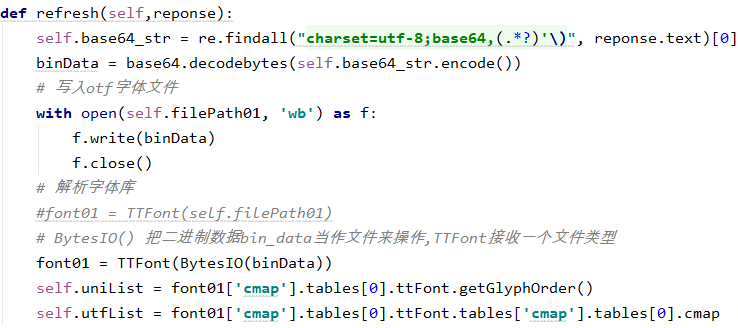 def refresh(self,reponse):
    self.base64_str = re.findall("charset=utf-8;base64,(.*?)'\)", reponse.text)[0]
    binData = base64.decodebytes(self.base64_str.encode())
    # 写入otf字体文件
    with open(self.filePath01, 'wb') as f:
        f.write(binData)
        f.close()
    # 解析字体库
    #font01 = TTFont(self.filePath01)
    # BytesIO() 把二进制数据bin_data当作文件来操作,TTFont接收一个文件类型
    font01 = TTFont(BytesIO(binData))
    self.uniList = font01['cmap'].tables[0].ttFont.getGlyphOrder()
    self.utfList = font01['cmap'].tables[0].ttFont.tables['cmap'].tables[0].cmap